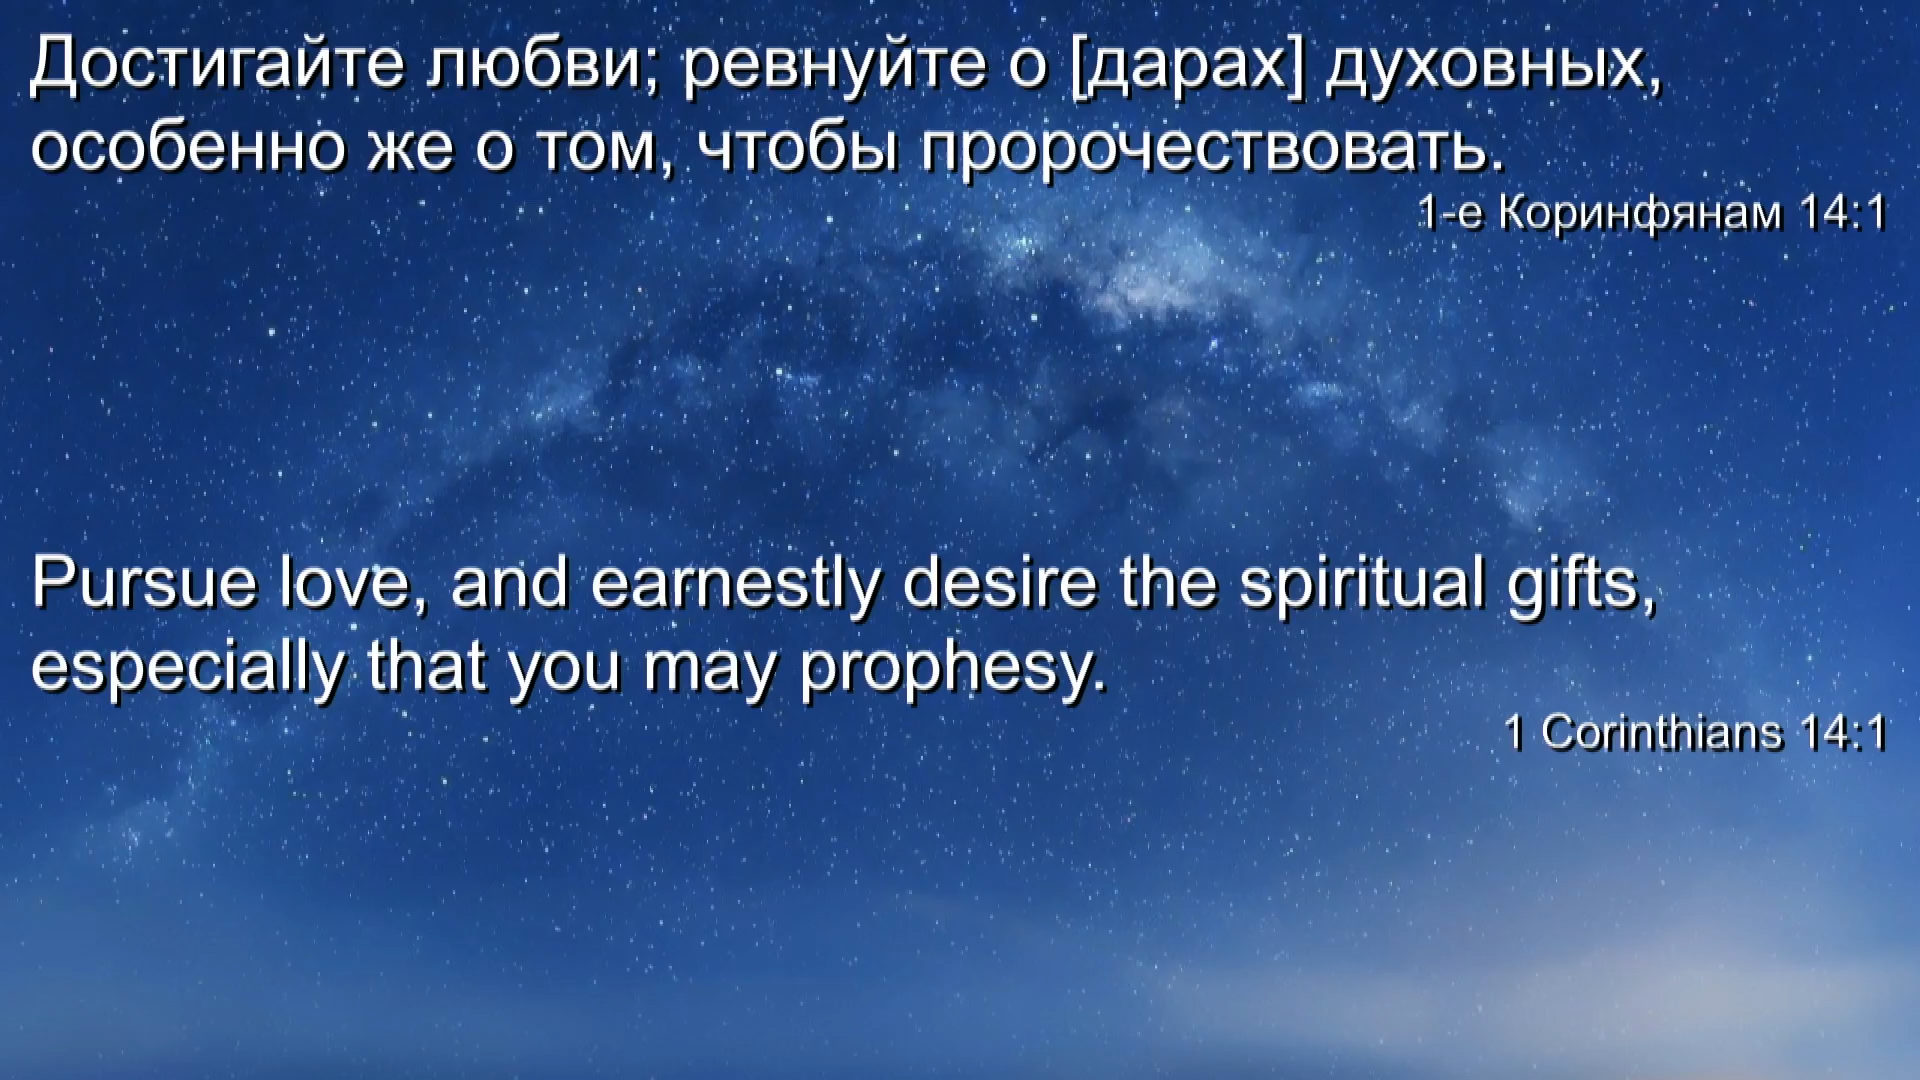 Достигайте любви; ревнуйте о [дарах] духовных,
особенно же о том, чтобы пророчествовать.
1-е Коринфянам 14:1
Pursue love, and earnestly desire the spiritual gifts,
especially that you may prophesy.
1 Corinthians 14:1